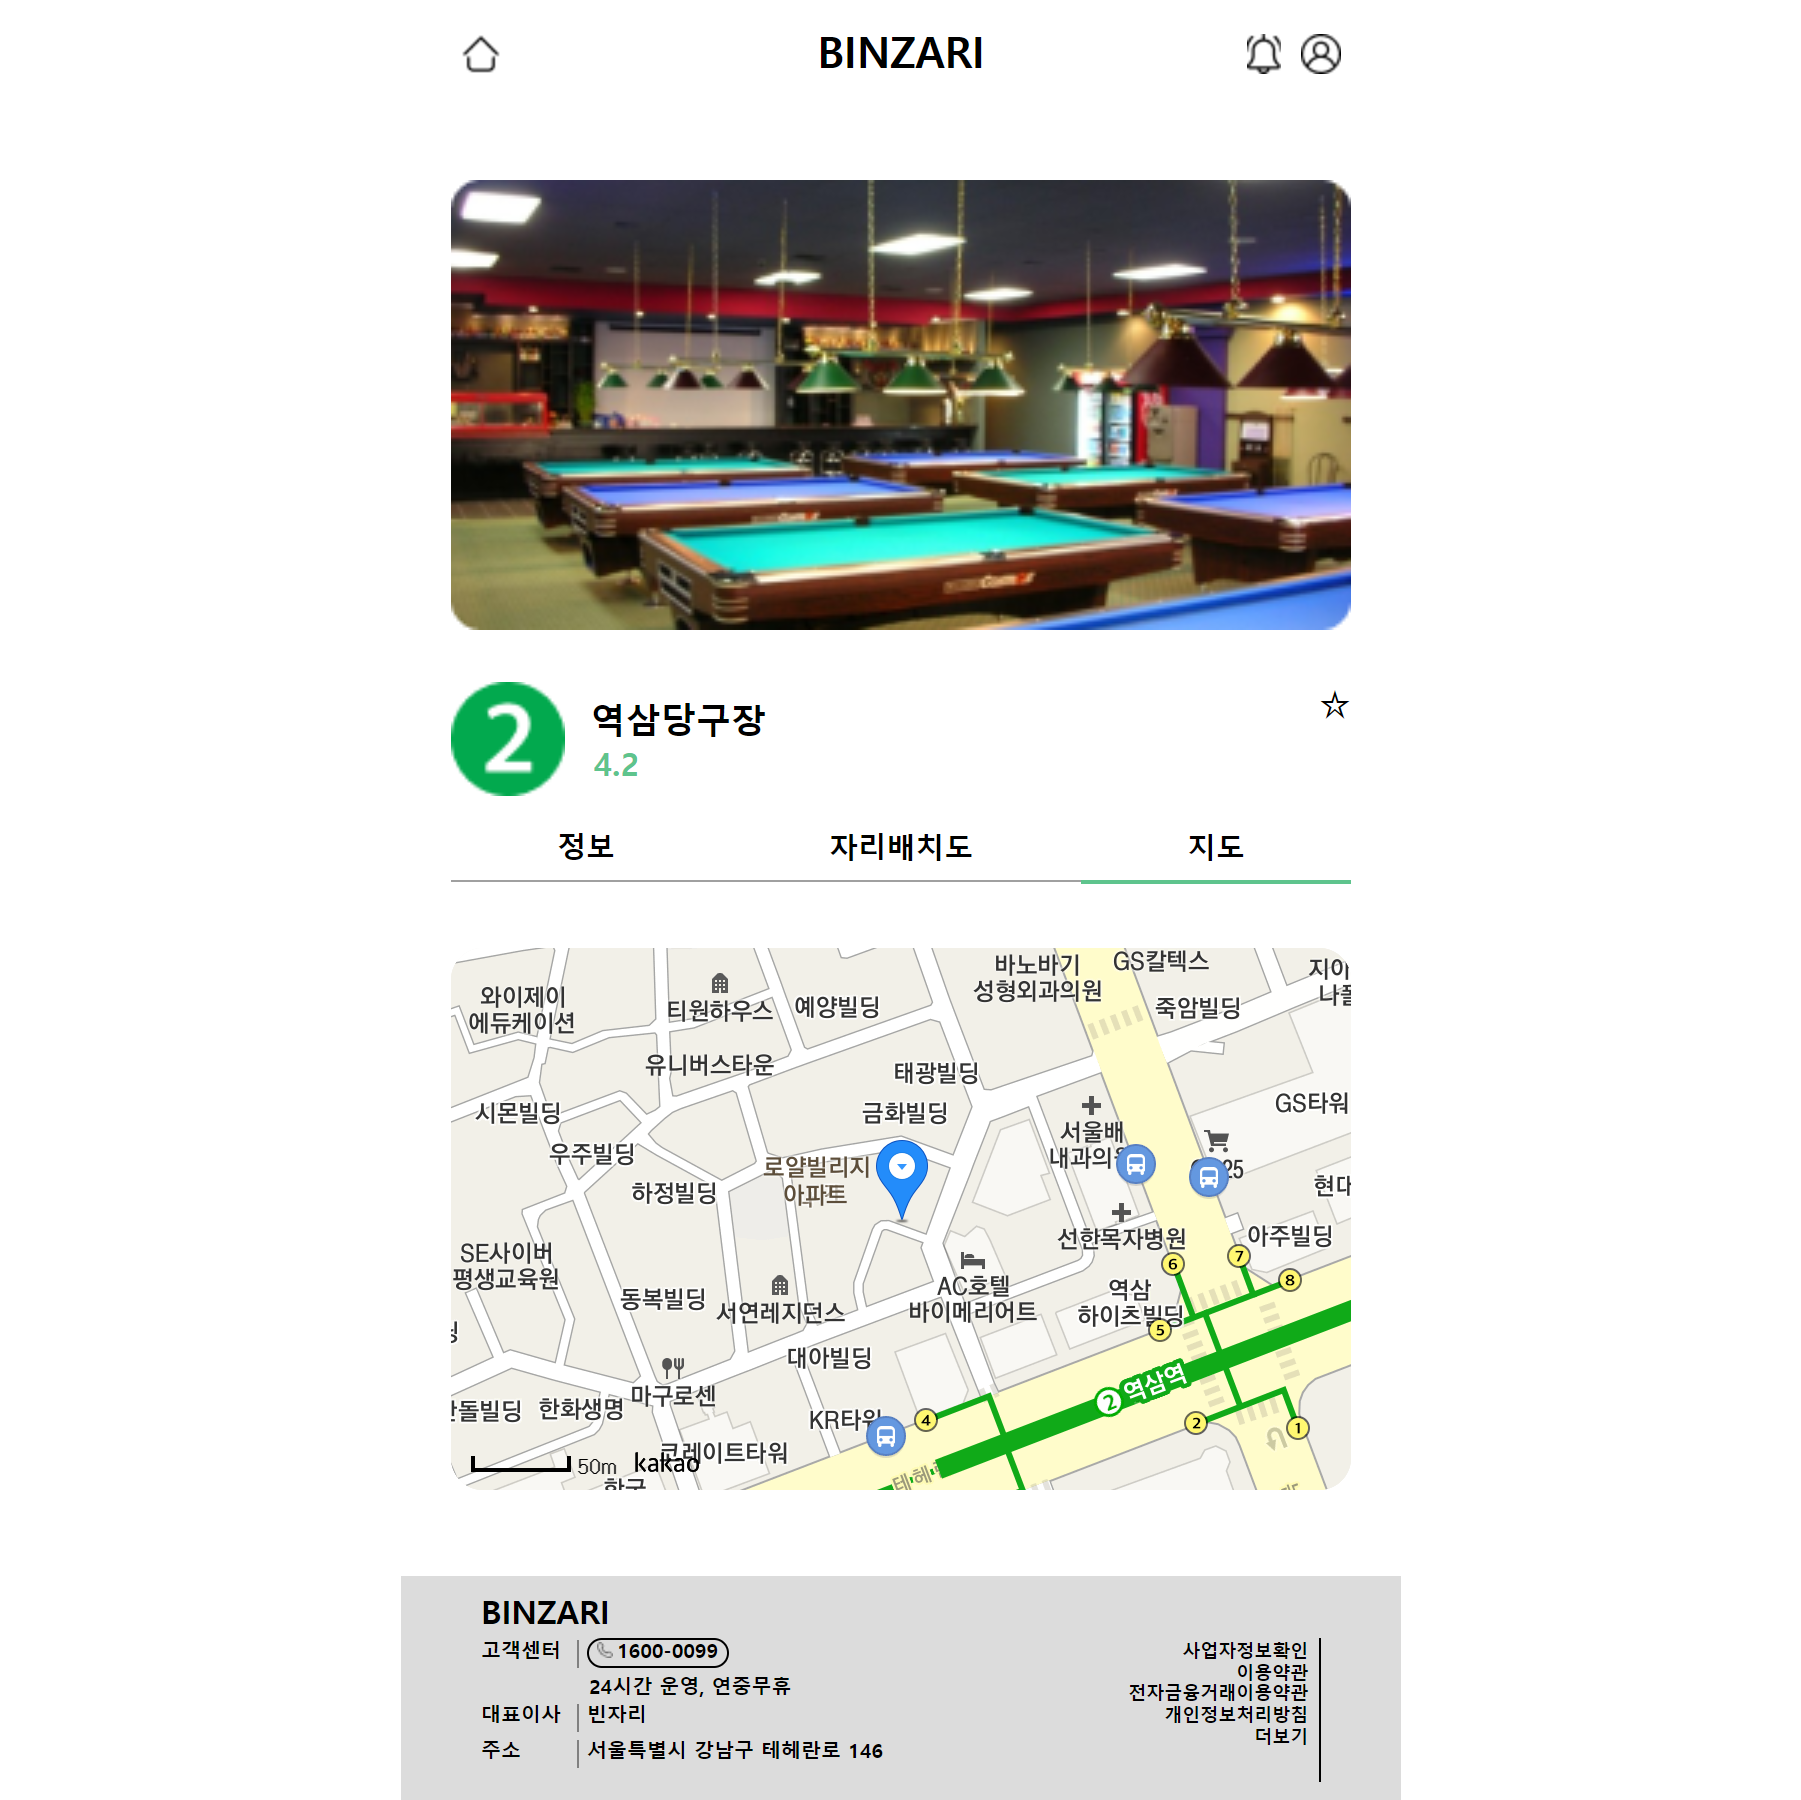 BINZARI
2
역삼당구장
4.2
정보
자리배치도
지도
바노바기
성형외과의원
GS칼텍스
와이제이
에듀케이션
티원하우스
예양빌딩
죽암빌딩
유니버스타운
태광빌딩
시몬빌딩
금화빌딩
GS타워
서울배
내과의원
우주빌딩
로얄빌리지
아파트
하정빌딩
25
현대
선한목자병원
아주빌딩
SE사이버
평생교육원
6
7
8
AC호텔
바이메리어트
역삼
하이츠빌딩
5
동복빌딩
서연레지던스
대아빌딩
2 역삼역
마구로센
한돌빌딩
한화생명
KR타워
4
2
1
코레이트타워
50m
kakao
테헤
BINZARI
고객센터
1600-0099
24시간 운영, 연중무휴
대표이사
빈자리
주소
서울특별시 강남구 테헤란로 146
사업자정보확인
이용약관
전자금융거래이용약관
개인정보처리방침
더보기